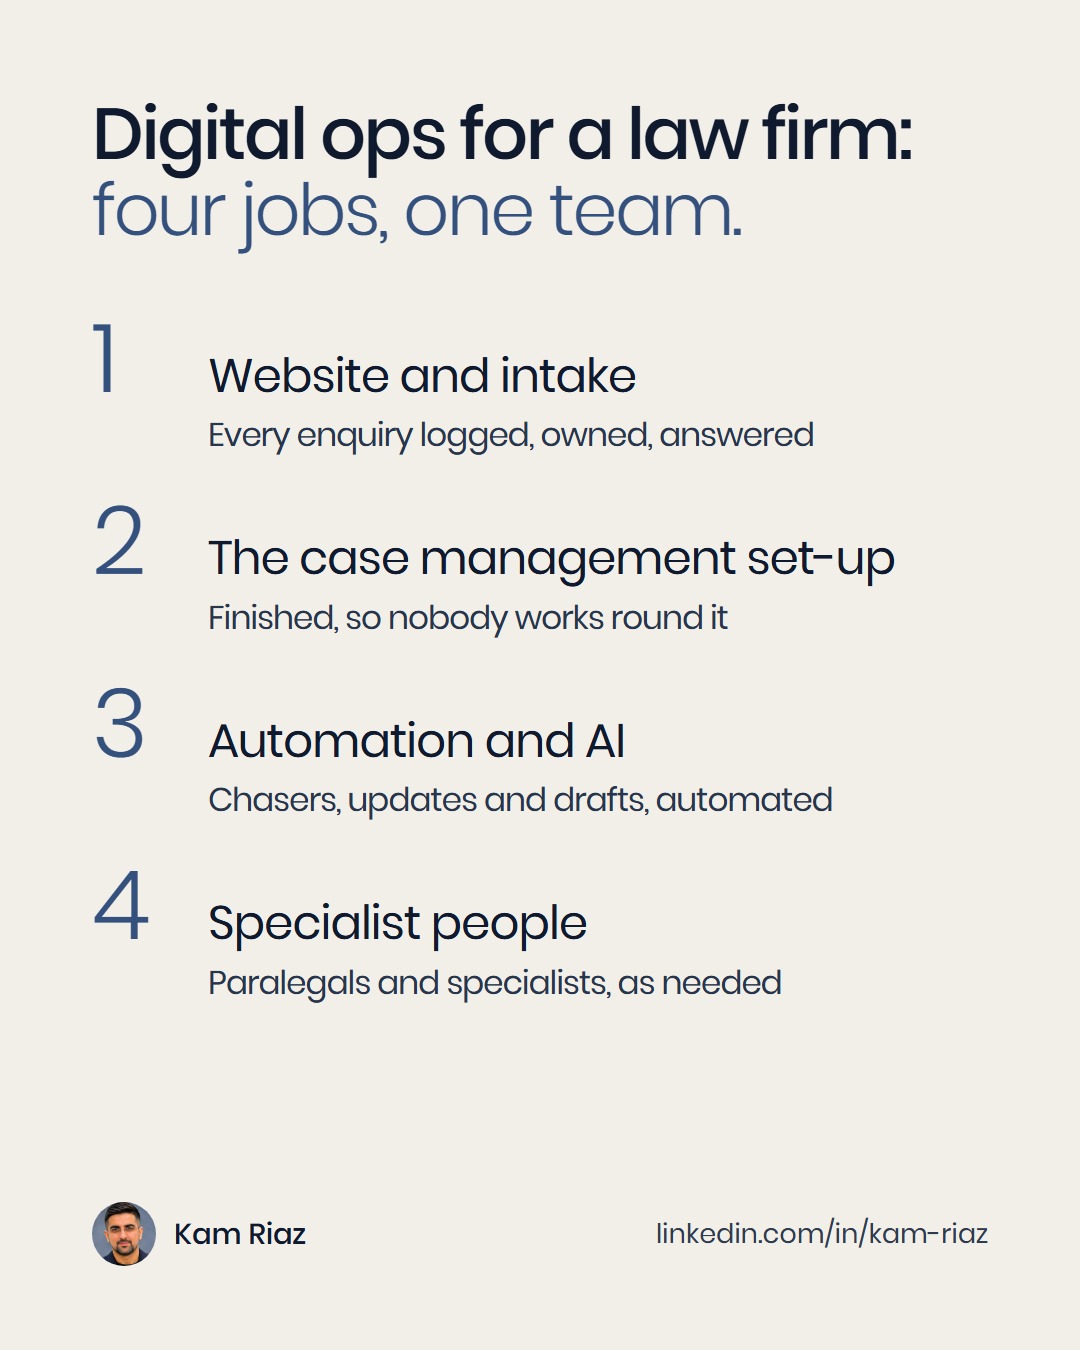 Digital ops for a law firm:
four jobs, one team.
1
Website and intake
Every enquiry logged, owned, answered
2
The case management set-up
Finished, so nobody works round it
3
Automation and AI
Chasers, updates and drafts, automated
4
Specialist people
Paralegals and specialists, as needed
Kam Riaz
linkedin.com/in/kam-riaz